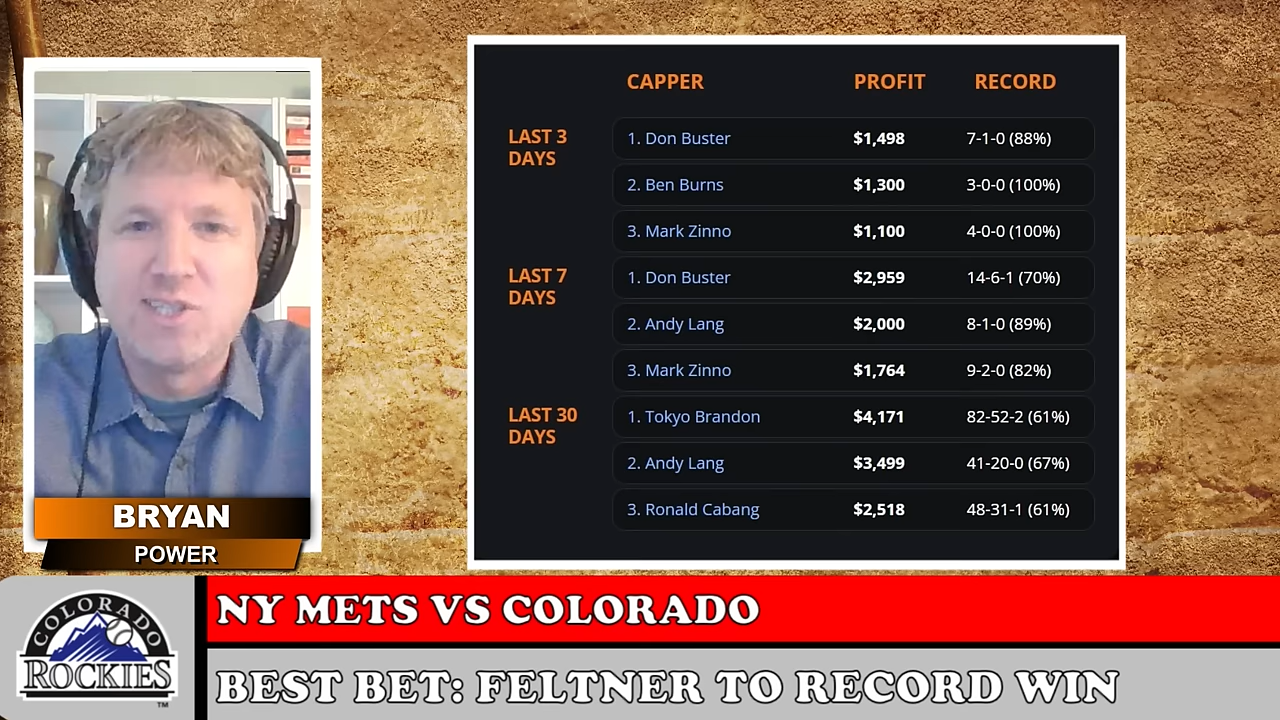 CAPPER PROFIT RECORD
LAST 3
DAYS
1. Don Buster $1,498 7-1-0 (88%)
2. Ben Burns $1,300 3-0-0 (100%)
3. Mark Zinno $1,100 4-0-0 (100%)
LAST 7
DAYS
1. Don Buster $2,959 14-6-1 (70%)
2. Andy Lang $2,000 8-1-0 (89%)
3. Mark Zinno $1,764 9-2-0 (82%)
LAST 30
DAYS
1. Tokyo Brandon $4,171 82-52-2 (61%)
2. Andy Lang $3,499 41-20-0 (67%)
3. Ronald Cabang $2,518 48-31-1 (61%)
BRYAN
POWER
COLORADO
ROCKIES
TM
NY METS VS COLORADO
BEST BET: FELTNER TO RECORD WIN